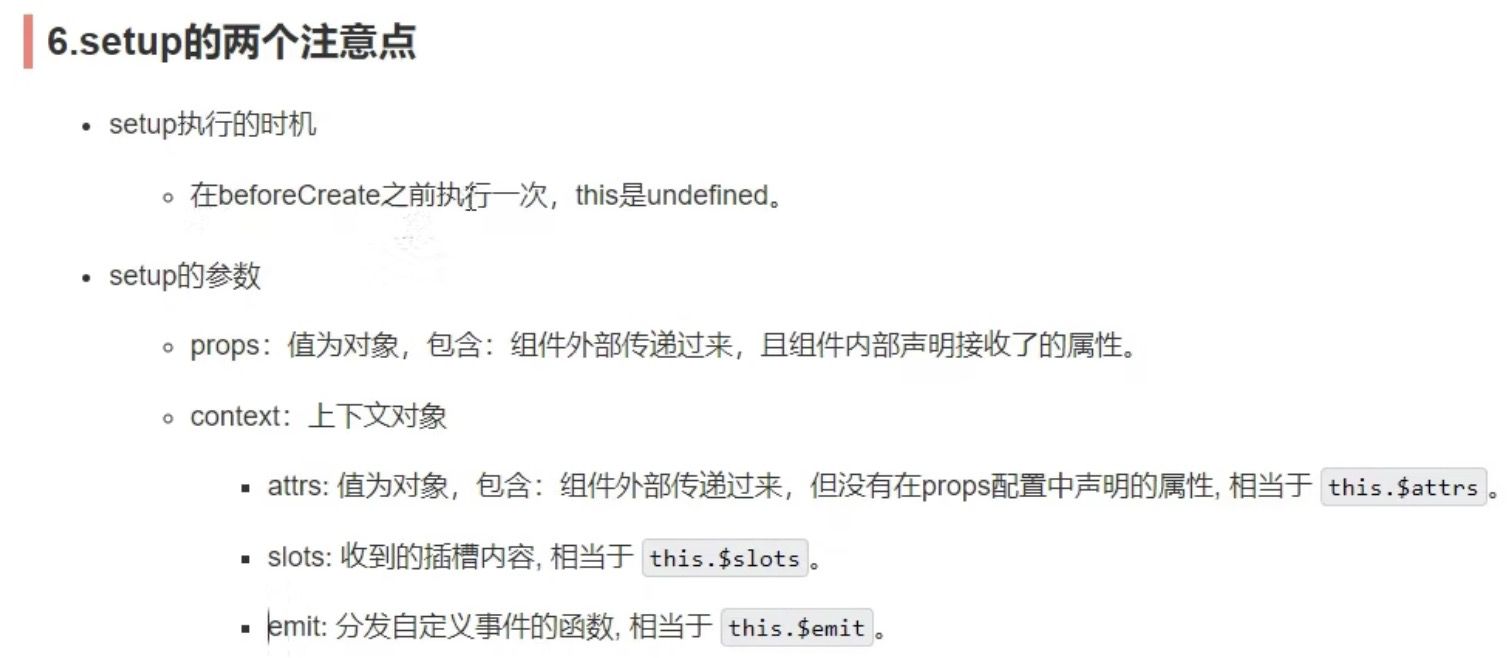 6.setup的两个注意点
setup执行的时机
在beforeCreate之前执行一次，this是undefined。
setup的参数
props：值为对象，包含：组件外部传递过来，且组件内部声明接收了的属性。
context：上下文对象
attrs: 值为对象，包含：组件外部传递过来，但没有在props配置中声明的属性, 相当于 this.$attrs。
slots: 收到的插槽内容, 相当于 this.$slots。
emit: 分发自定义事件的函数, 相当于 this.$emit。